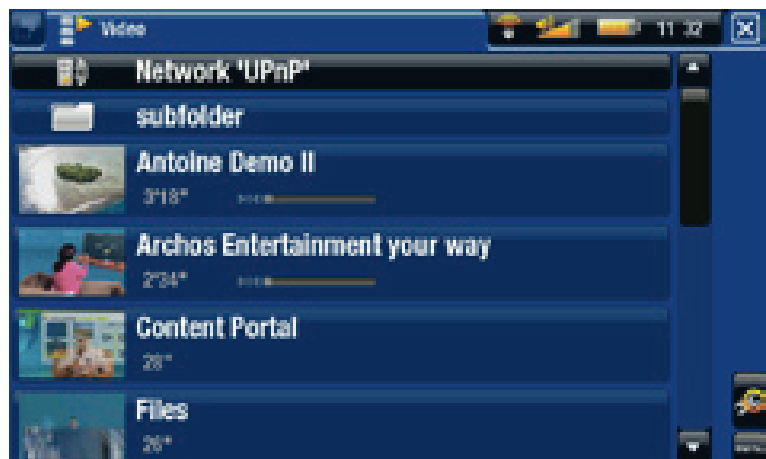 Video
11 32
Network 'UPnP'
subfolder
Antoine Demo II
3'18"
Archos Entertainment your way
2'34"
Content Portal
28"
Files
26"